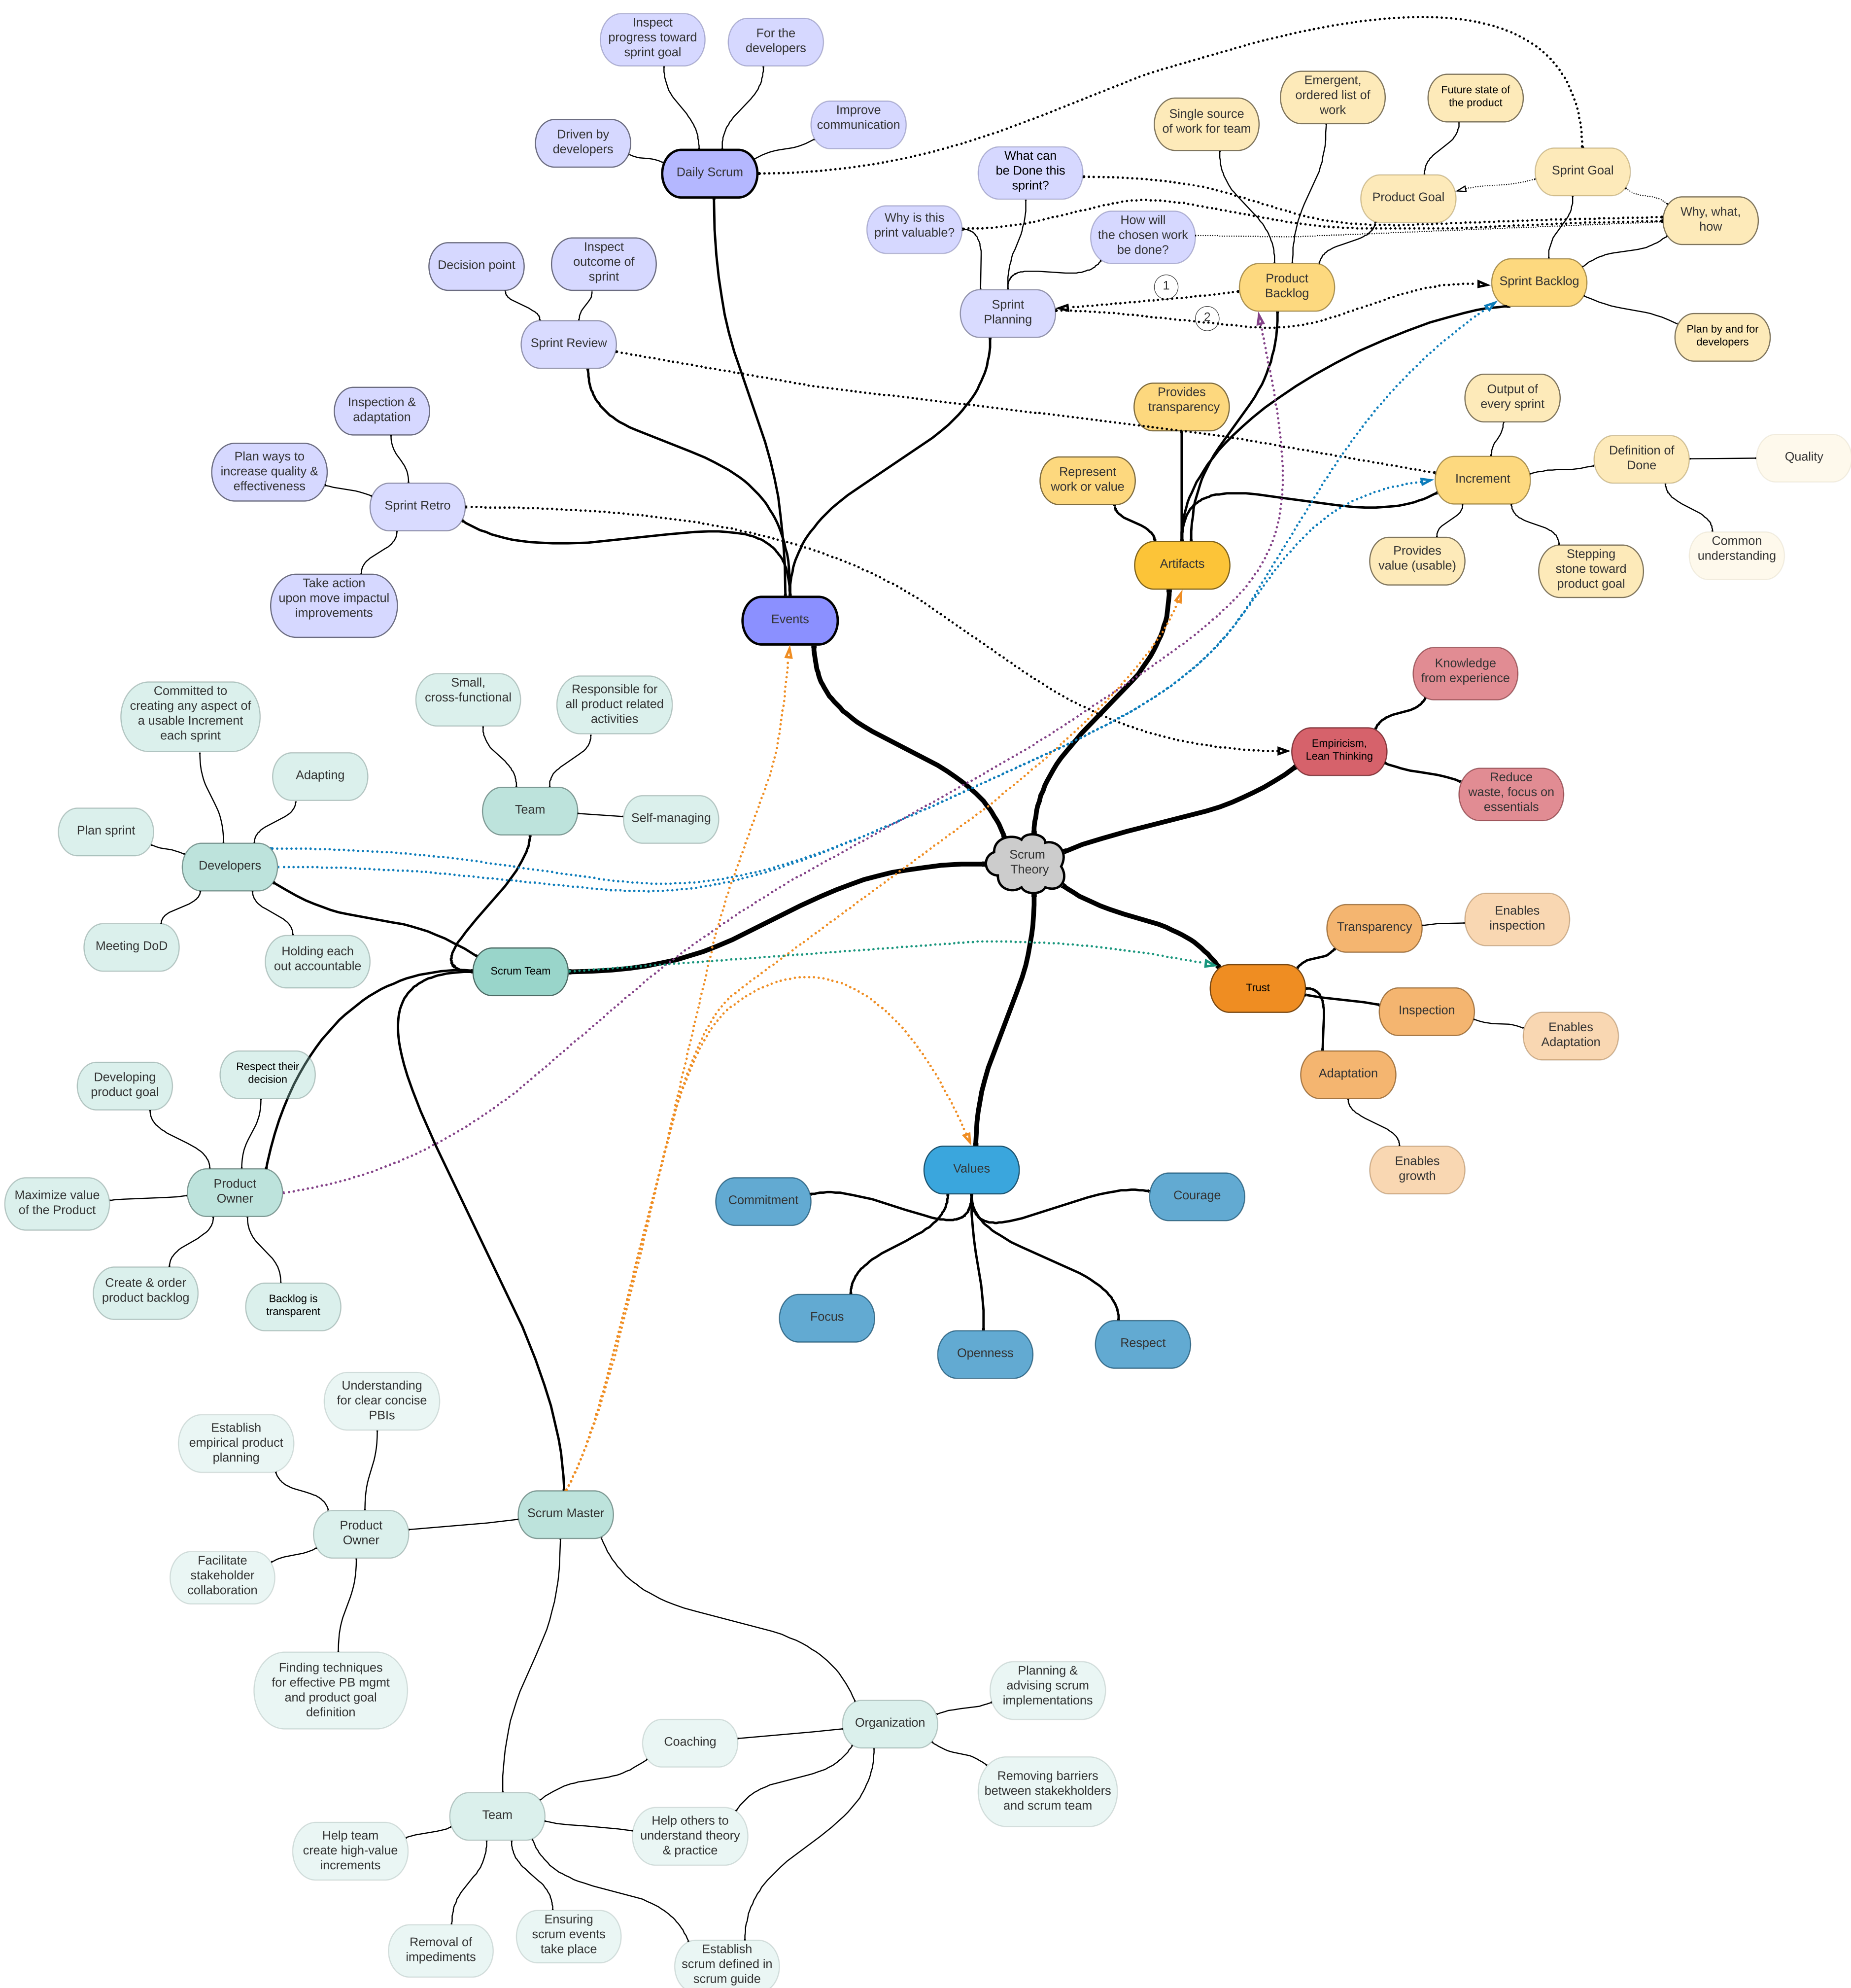 Inspect
progress toward
sprint goal
For the
developers
Improve
communication
Driven by
developers
Daily Scrum
Decision point
Inspect
outcome of
sprint
Sprint Review
Inspection &
adaptation
Plan ways to
increase quality &
effectiveness
Sprint Retro
Take action
upon move impactul
improvements
Events
What can
be Done this
sprint?
Why is this
print valuable?
How will
the chosen work
be done?
Sprint
Planning
1
2
Single source
of work for team
Emergent,
ordered list of
work
Future state of
the product
Product Goal
Sprint Goal
Why, what,
how
Product
Backlog
Sprint Backlog
Plan by and for
developers
Provides
transparency
Represent
work or value
Artifacts
Output of
every sprint
Increment
Definition of
Done
Quality
Common
understanding
Provides
value (usable)
Stepping
stone toward
product goal
Knowledge
from experience
Empiricism,
Lean Thinking
Reduce
waste, focus on
essentials
Scrum
Theory
Committed to
creating any aspect of
a usable Increment
each sprint
Adapting
Plan sprint
Developers
Meeting DoD
Holding each
out accountable
Small,
cross-functional
Responsible for
all product related
activities
Team
Self-managing
Scrum Team
Transparency
Enables
inspection
Trust
Inspection
Enables
Adaptation
Adaptation
Enables
growth
Developing
product goal
Respect their
decision
Product
Owner
Maximize value
of the Product
Create & order
product backlog
Backlog is
transparent
Values
Commitment
Courage
Focus
Openness
Respect
Understanding
for clear concise
PBIs
Establish
empirical product
planning
Product
Owner
Scrum Master
Facilitate
stakeholder
collaboration
Finding techniques
for effective PB mgmt
and product goal
definition
Planning &
advising scrum
implementations
Organization
Coaching
Removing barriers
between stakekholders
and scrum team
Team
Help others to
understand theory
& practice
Help team
create high-value
increments
Removal of
impediments
Ensuring
scrum events
take place
Establish
scrum defined in
scrum guide